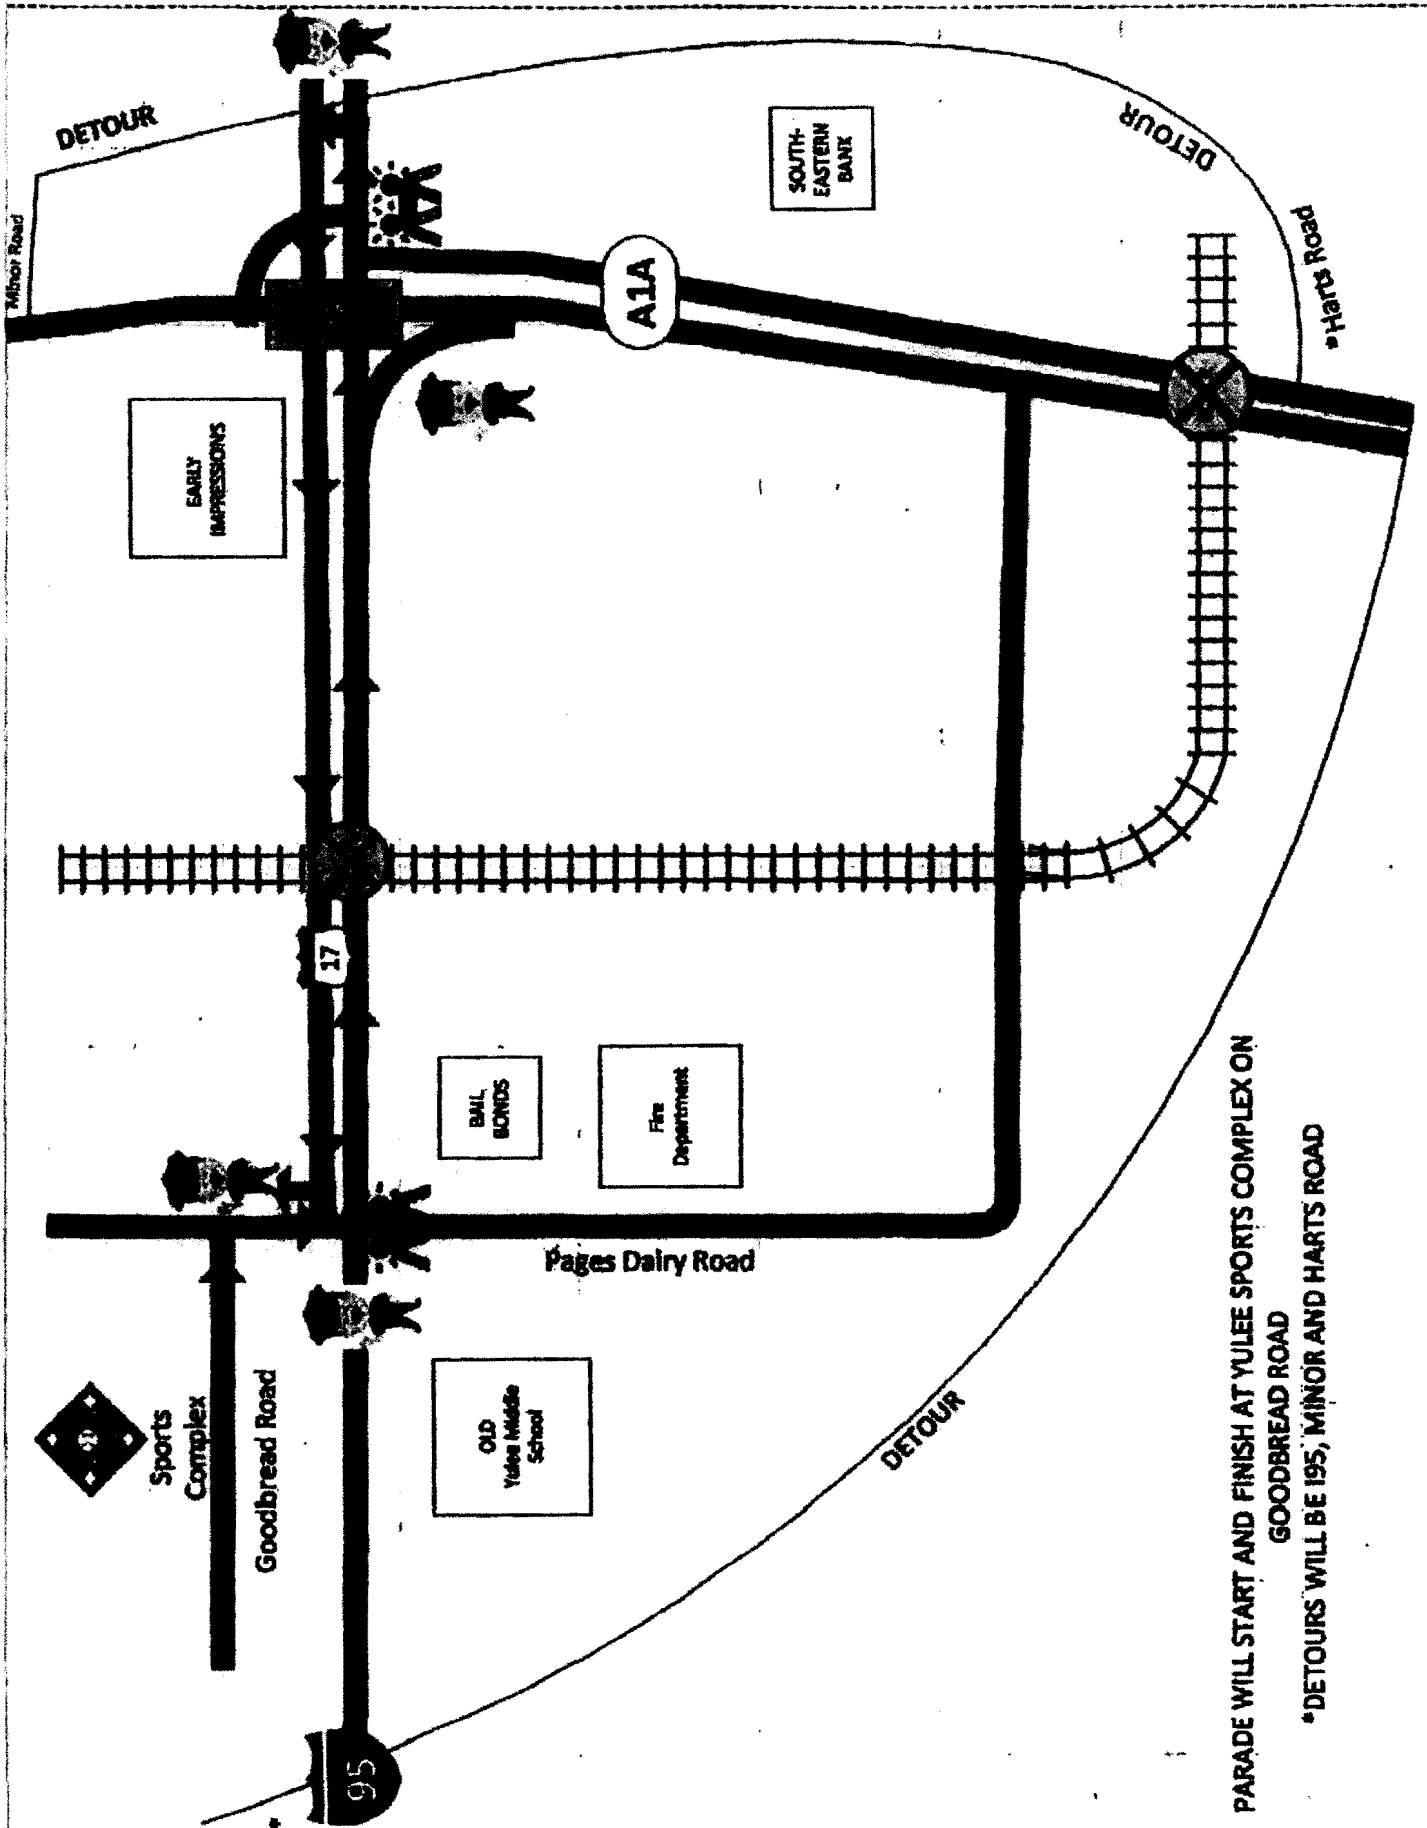 DETOUR
Minor Road
SOUTH-
EASTERN
BANK
DETOUR
*Harts Road
A1A
EARLY
IMPRESSIONS
17
BAIL
BONDS
Fire
Department
Pages Dairy Road
Sports
Complex
Goodbread Road
OLD
Yulee Middle
School
DETOUR
95
*
PARADE WILL START AND FINISH AT YULEE SPORTS COMPLEX ON
GOODBREAD ROAD
*DETOURS WILL BE I95, MINOR AND HARTS ROAD